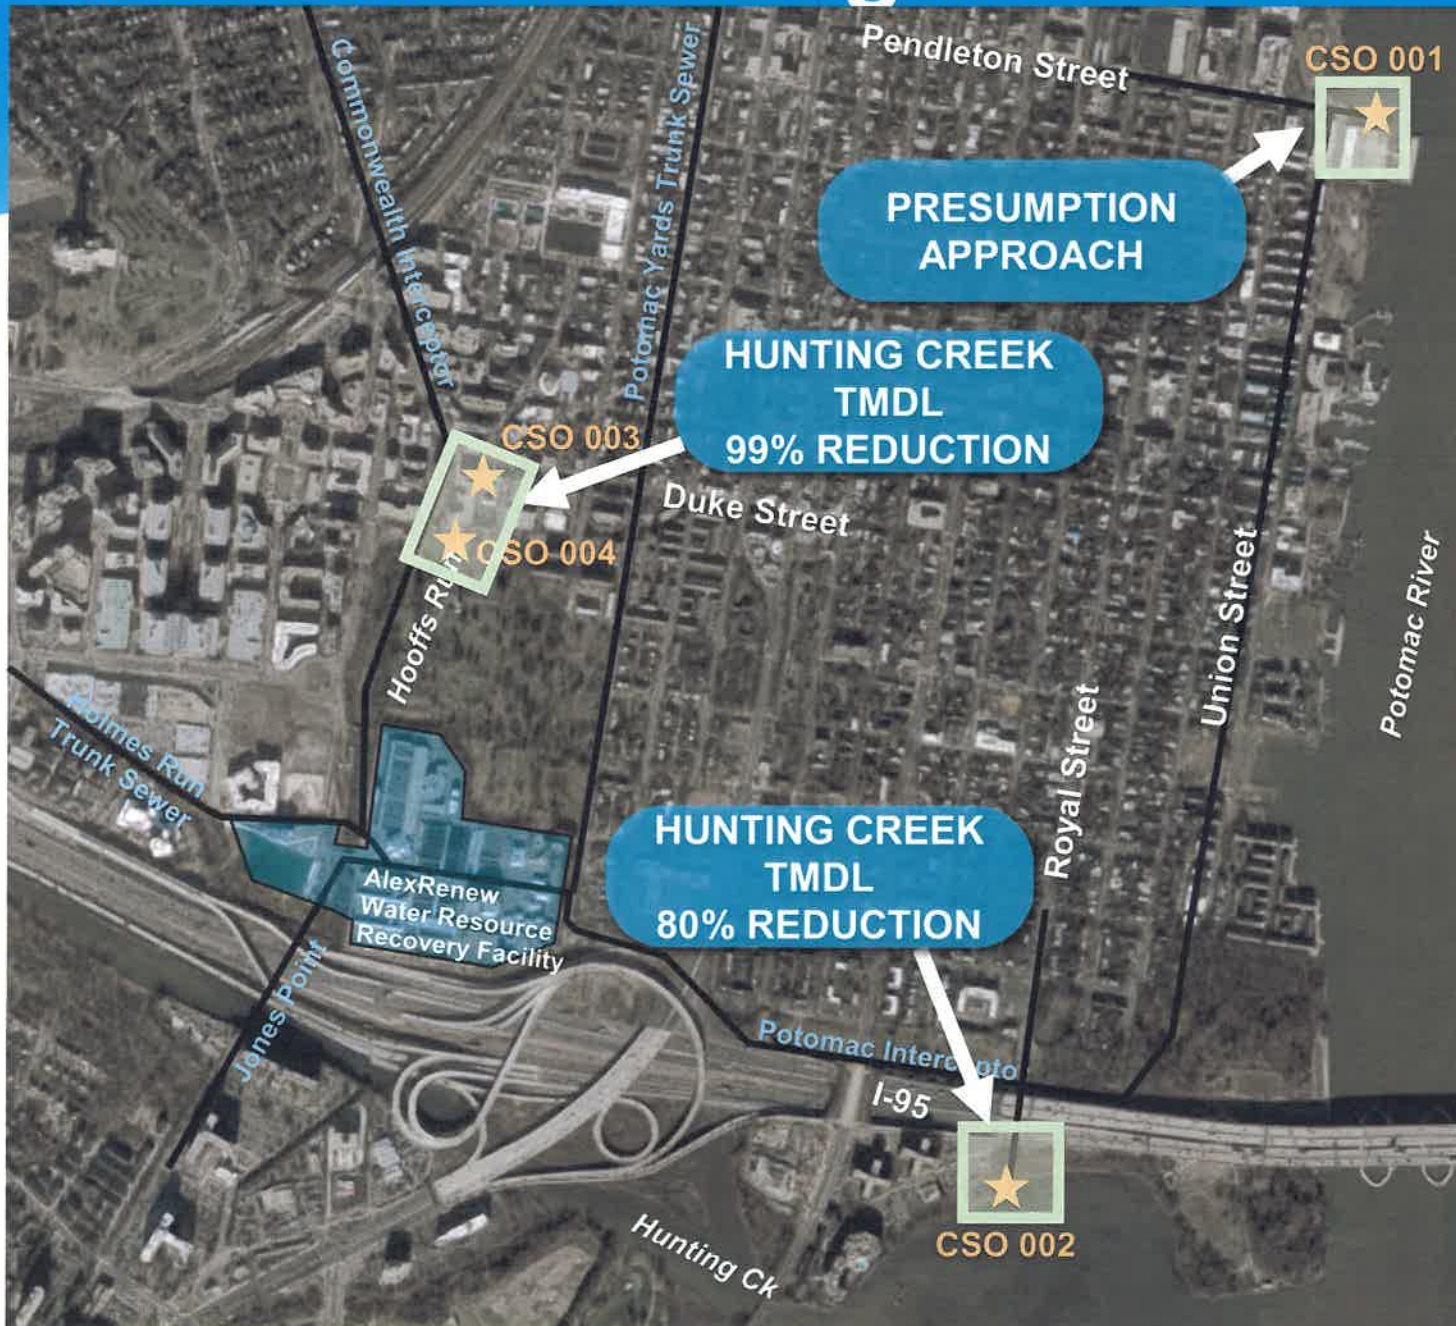 Pendleton Street
CSO 001
Commonwealth Interceptor
Potomac Yards Trunk Sewer
PRESUMPTION
APPROACH
HUNTING CREEK
TMDL
99% REDUCTION
CSO 003
Duke Street
CSO 004
Hooffs Run
Union Street
Potomac River
Holmes Run
Trunk Sewer
Royal Street
HUNTING CREEK
TMDL
80% REDUCTION
AlexRenew
Water Resource
Recovery Facility
Jones Point
Potomac Intercepto
I-95
CSO 002
Hunting Ck